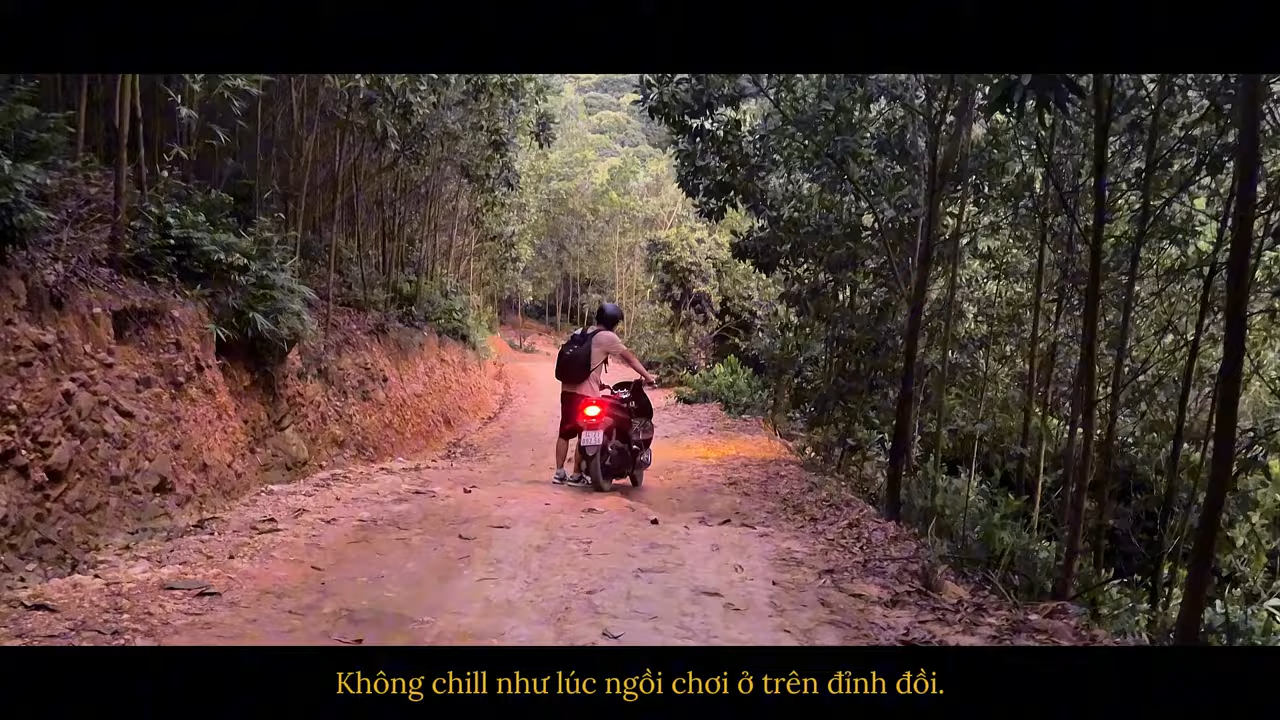 Không chill như lúc ngồi chơi ở trên đỉnh đồi.